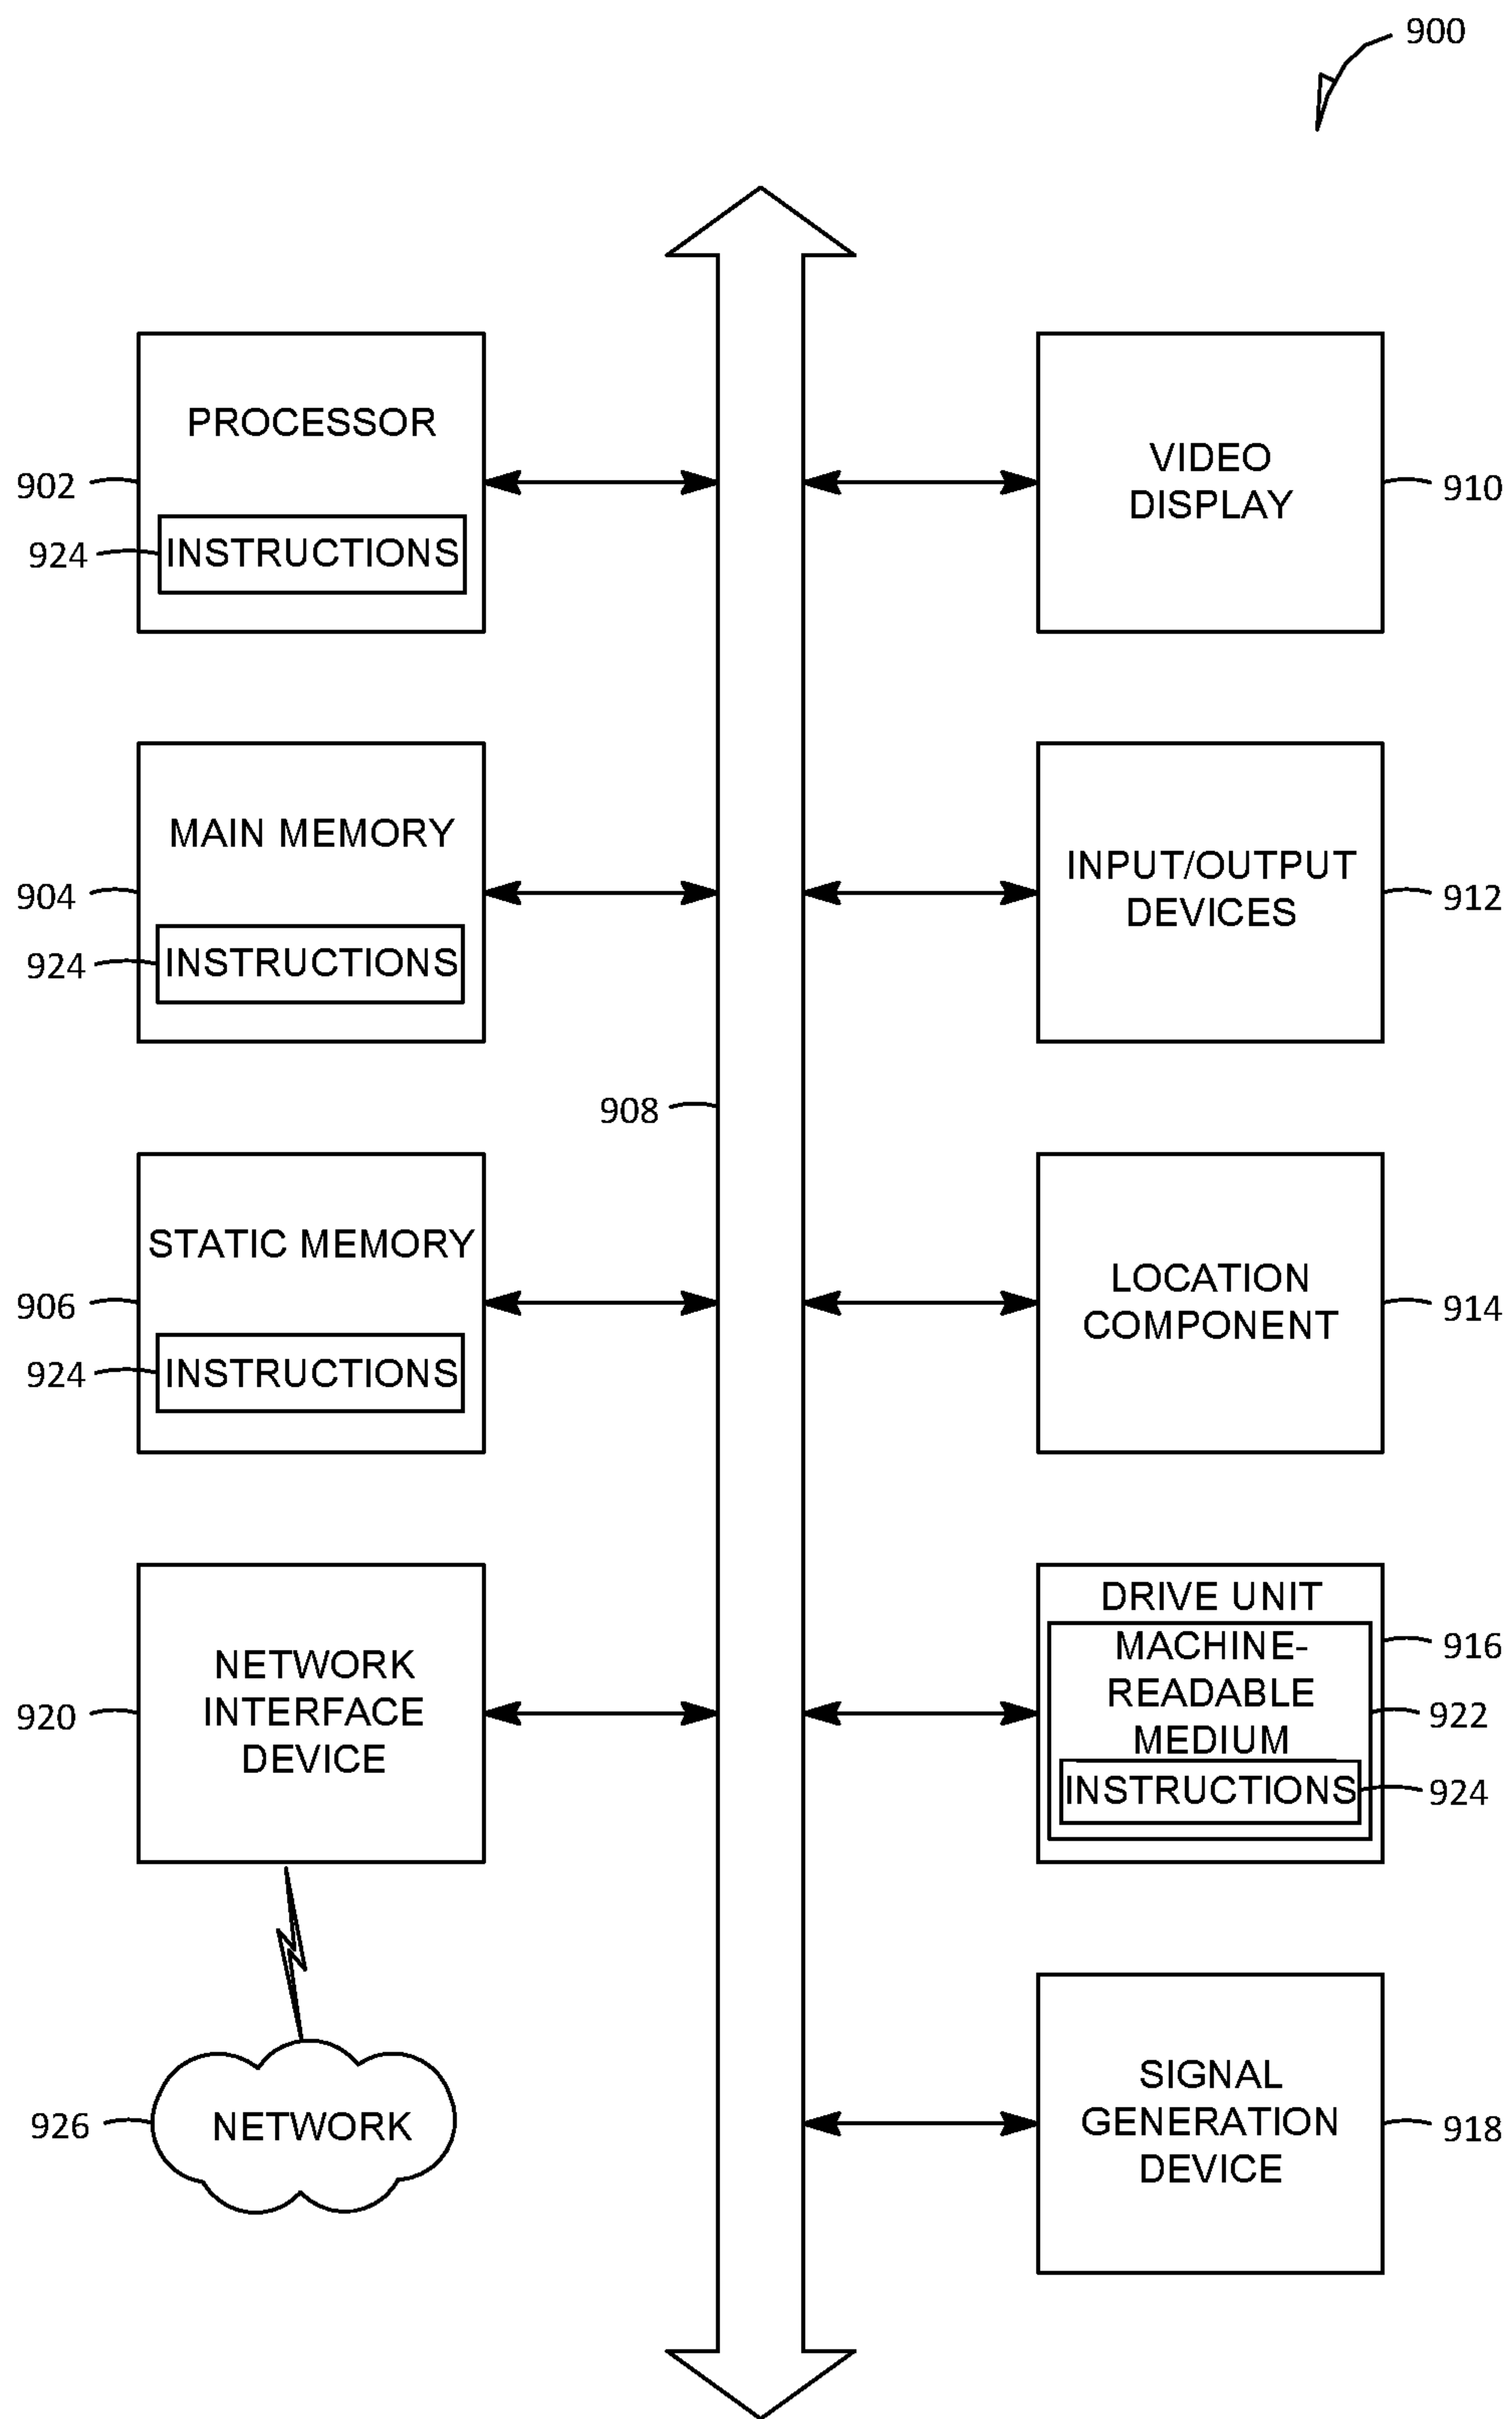 900
PROCESSOR
902
924
INSTRUCTIONS
VIDEO
DISPLAY
910
MAIN MEMORY
904
924
INSTRUCTIONS
INPUT/OUTPUT
DEVICES
912
908
STATIC MEMORY
906
924
INSTRUCTIONS
LOCATION
COMPONENT
914
NETWORK
INTERFACE
DEVICE
920
DRIVE UNIT
916
MACHINE-
READABLE
MEDIUM
922
INSTRUCTIONS
924
NETWORK
926
SIGNAL
GENERATION
DEVICE
918